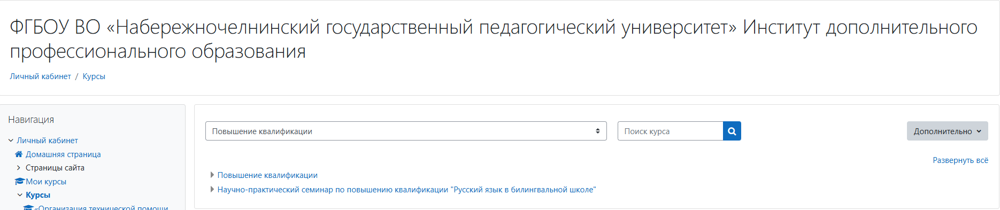 ФГБОУ ВО «Набережночелнинский государственный педагогический университет» Институт дополнительного
профессионального образования
Личный кабинет / Курсы
Навигация
Личный кабинет
Домашняя страница
Страницы сайта
Мои курсы
Курсы
«Организация технической помощи
Повышение квалификации
Поиск курса
Дополнительно
Развернуть всё
Повышение квалификации
Научно-практический семинар по повышению квалификации "Русский язык в билингвальной школе"